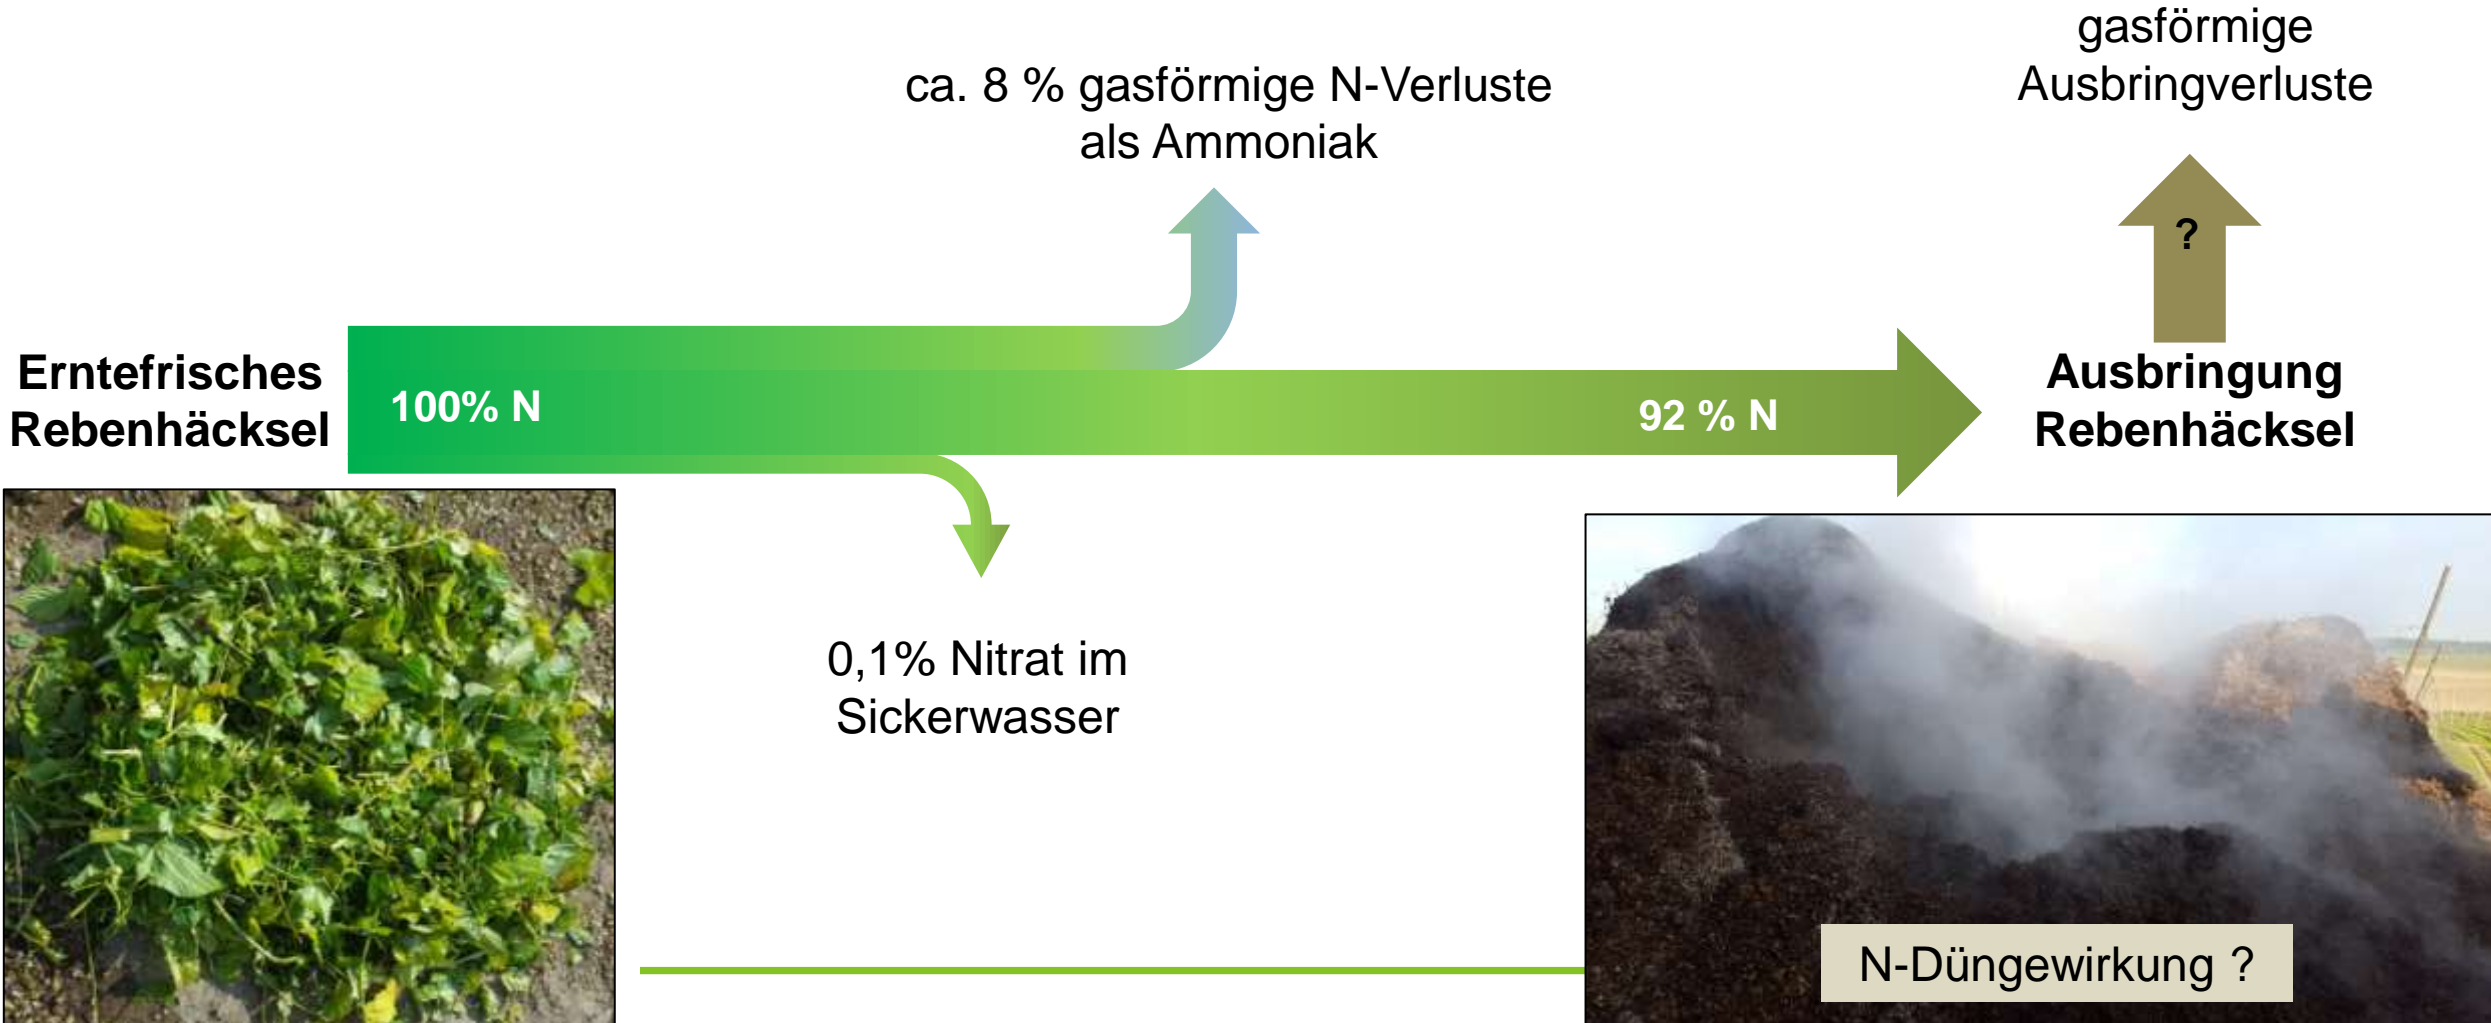 gasförmige
Ausbringverluste
ca. 8 % gasförmige N-Verluste
als Ammoniak
?
Erntefrisches
Rebenhäcksel
100% N
92 % N
Ausbringung
Rebenhäcksel
0,1% Nitrat im
Sickerwasser
N-Düngewirkung ?